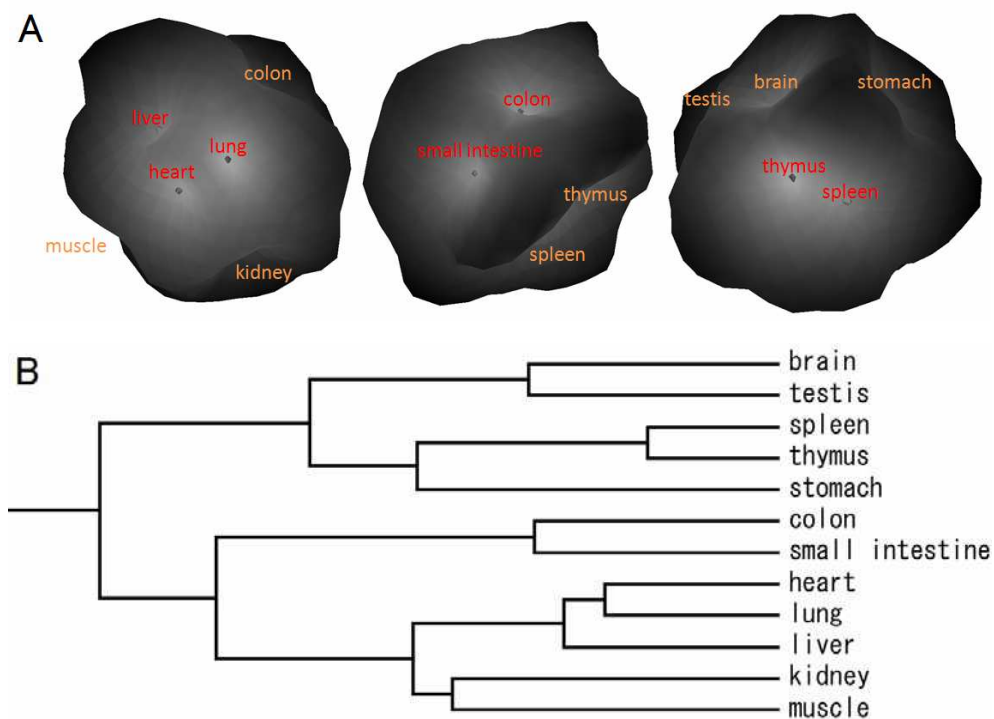 A
colon
liver
lung
heart
muscle
kidney
colon
small intestine
thymus
spleen
brain
stomach
testis
thymus
spleen
B
brain
testis
spleen
thymus
stomach
colon
small intestine
heart
lung
liver
kidney
muscle